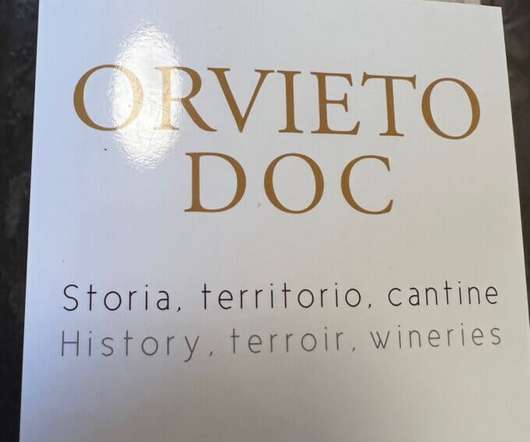 ORVIETO
DOC
Storia, territorio, cantine
History, terroir, wineries